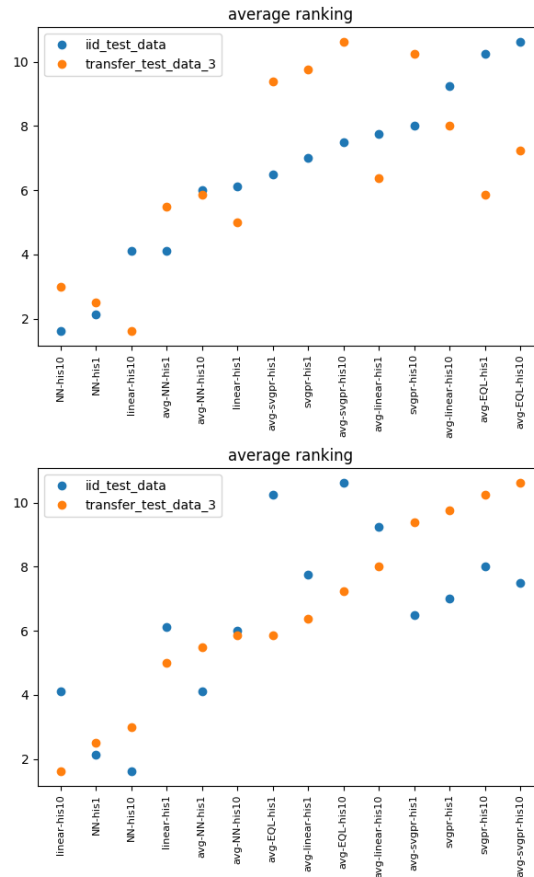 average ranking
iid_test_data
transfer_test_data_3
10
8
6
4
2
NN-his10
NN-his1
linear-his10
avg-NN-his1
avg-NN-his10
linear-his1
avg-svgpr-his1
svgpr-his1
avg-svgpr-his10
avg-linear-his1
svgpr-his10
avg-linear-his10
avg-EQL-his1
avg-EQL-his10
average ranking
iid_test_data
transfer_test_data_3
10
8
6
4
2
linear-his10
NN-his1
NN-his10
linear-his1
avg-NN-his1
avg-NN-his10
avg-EQL-his1
avg-linear-his1
avg-EQL-his10
avg-linear-his10
avg-svgpr-his1
svgpr-his1
svgpr-his10
avg-svgpr-his10